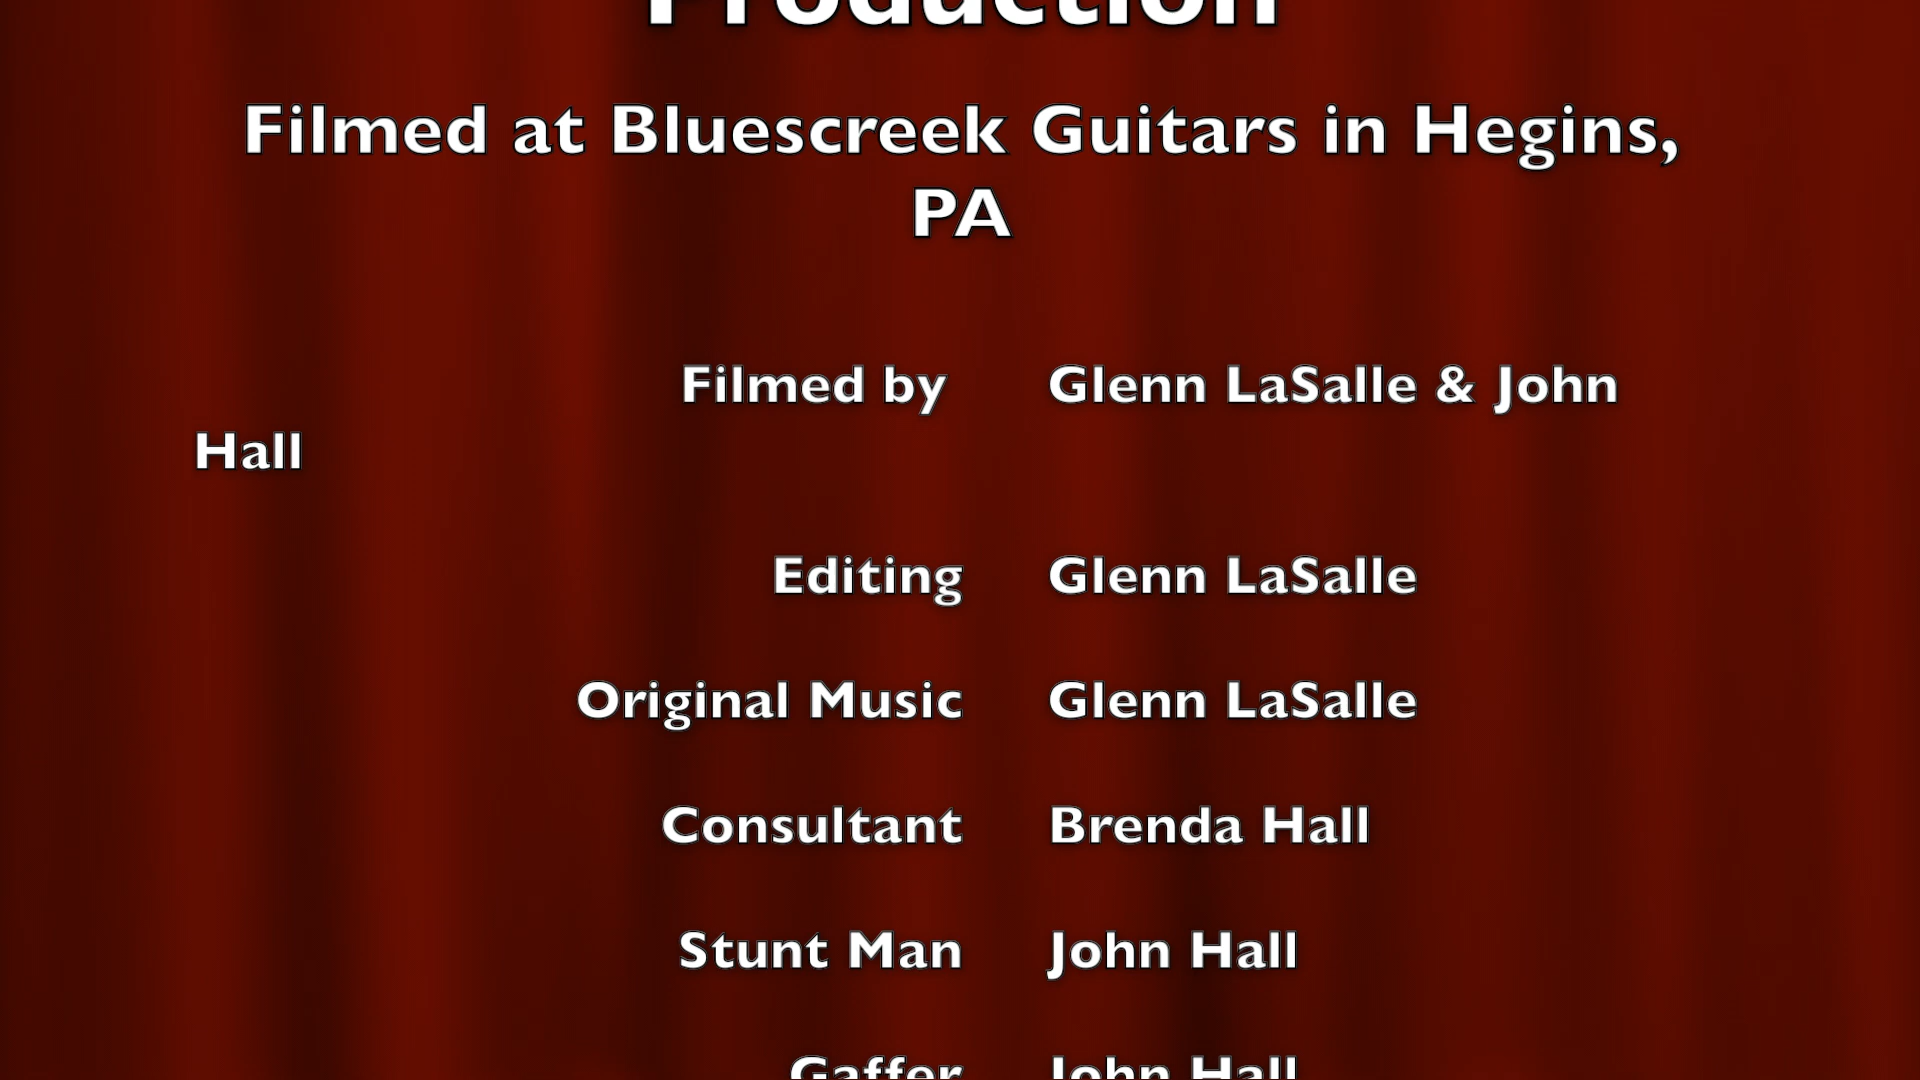 Production
Filmed at Bluescreek Guitars in Hegins,
PA
Filmed by Glenn LaSalle & John
Hall
Editing Glenn LaSalle
Original Music Glenn LaSalle
Consultant Brenda Hall
Stunt Man John Hall
Gaffer John Hall